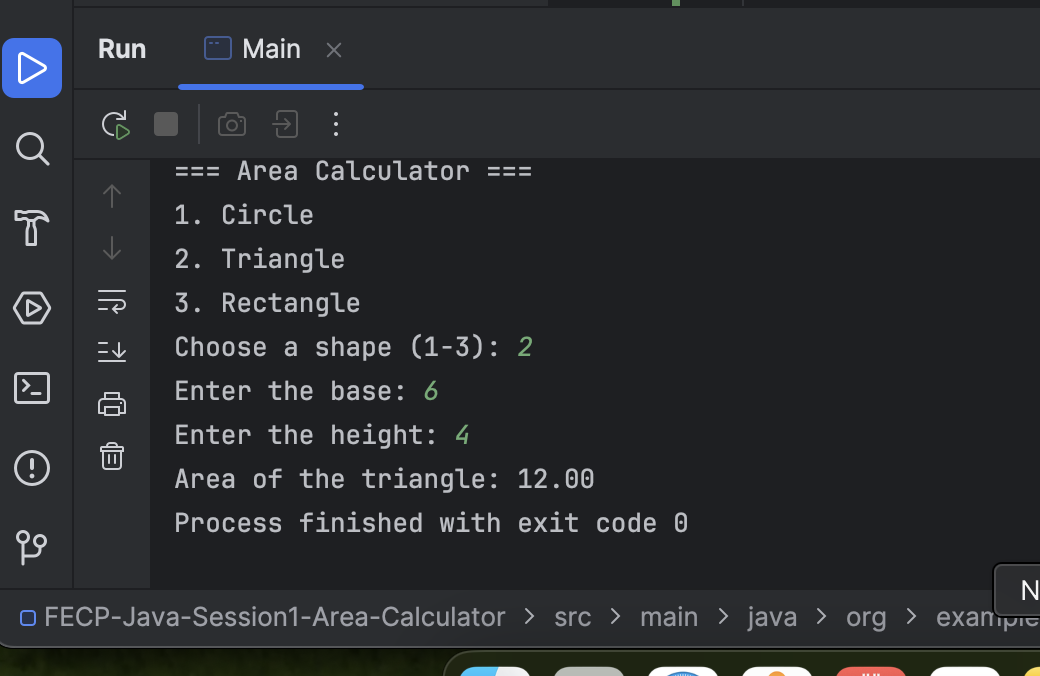 Run Main
=== Area Calculator ===
1. Circle
2. Triangle
3. Rectangle
Choose a shape (1-3): 2
Enter the base: 6
Enter the height: 4
Area of the triangle: 12.00
Process finished with exit code 0
N
FECP-Java-Session1-Area-Calculator > src > main > java > org > example